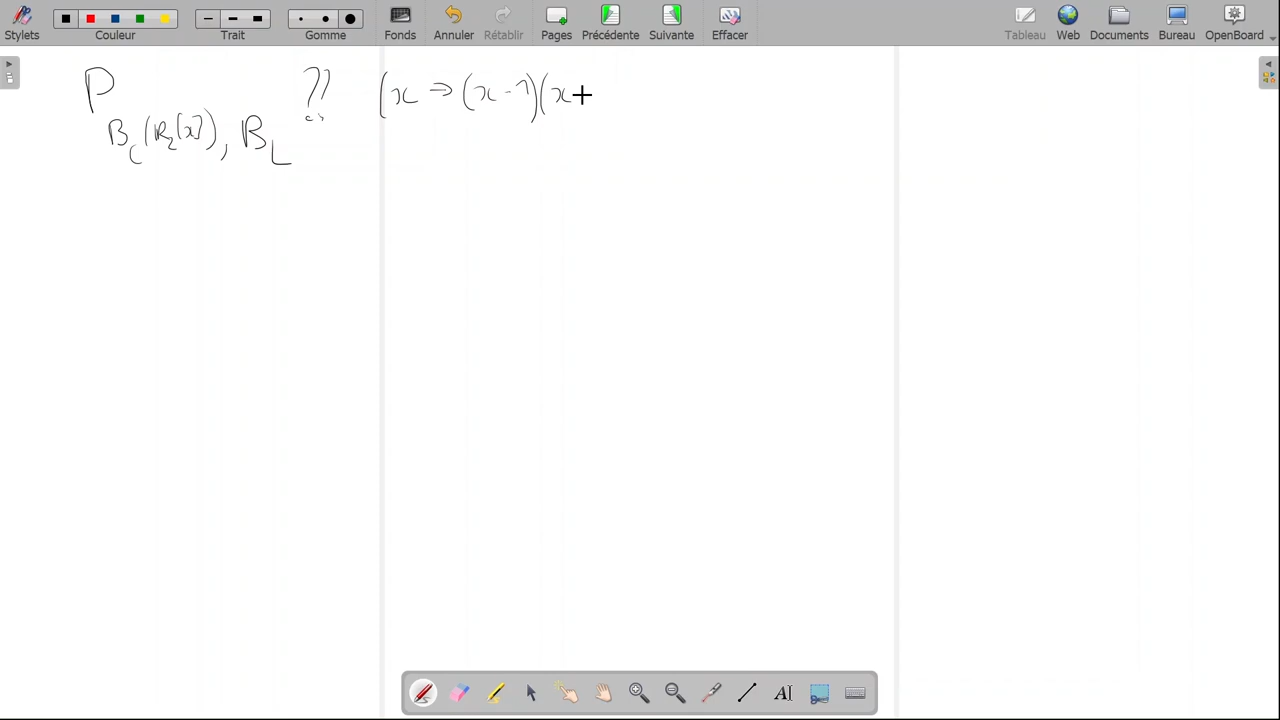 Stylets Couleur Trait Gomme Fonds Annuler Rétablir Pages Précédente Suivante Effacer Tableau Web Documents Bureau OpenBoard
P ?? (x → (x-1)(x
B_C(R_2[x]), B_L
AI